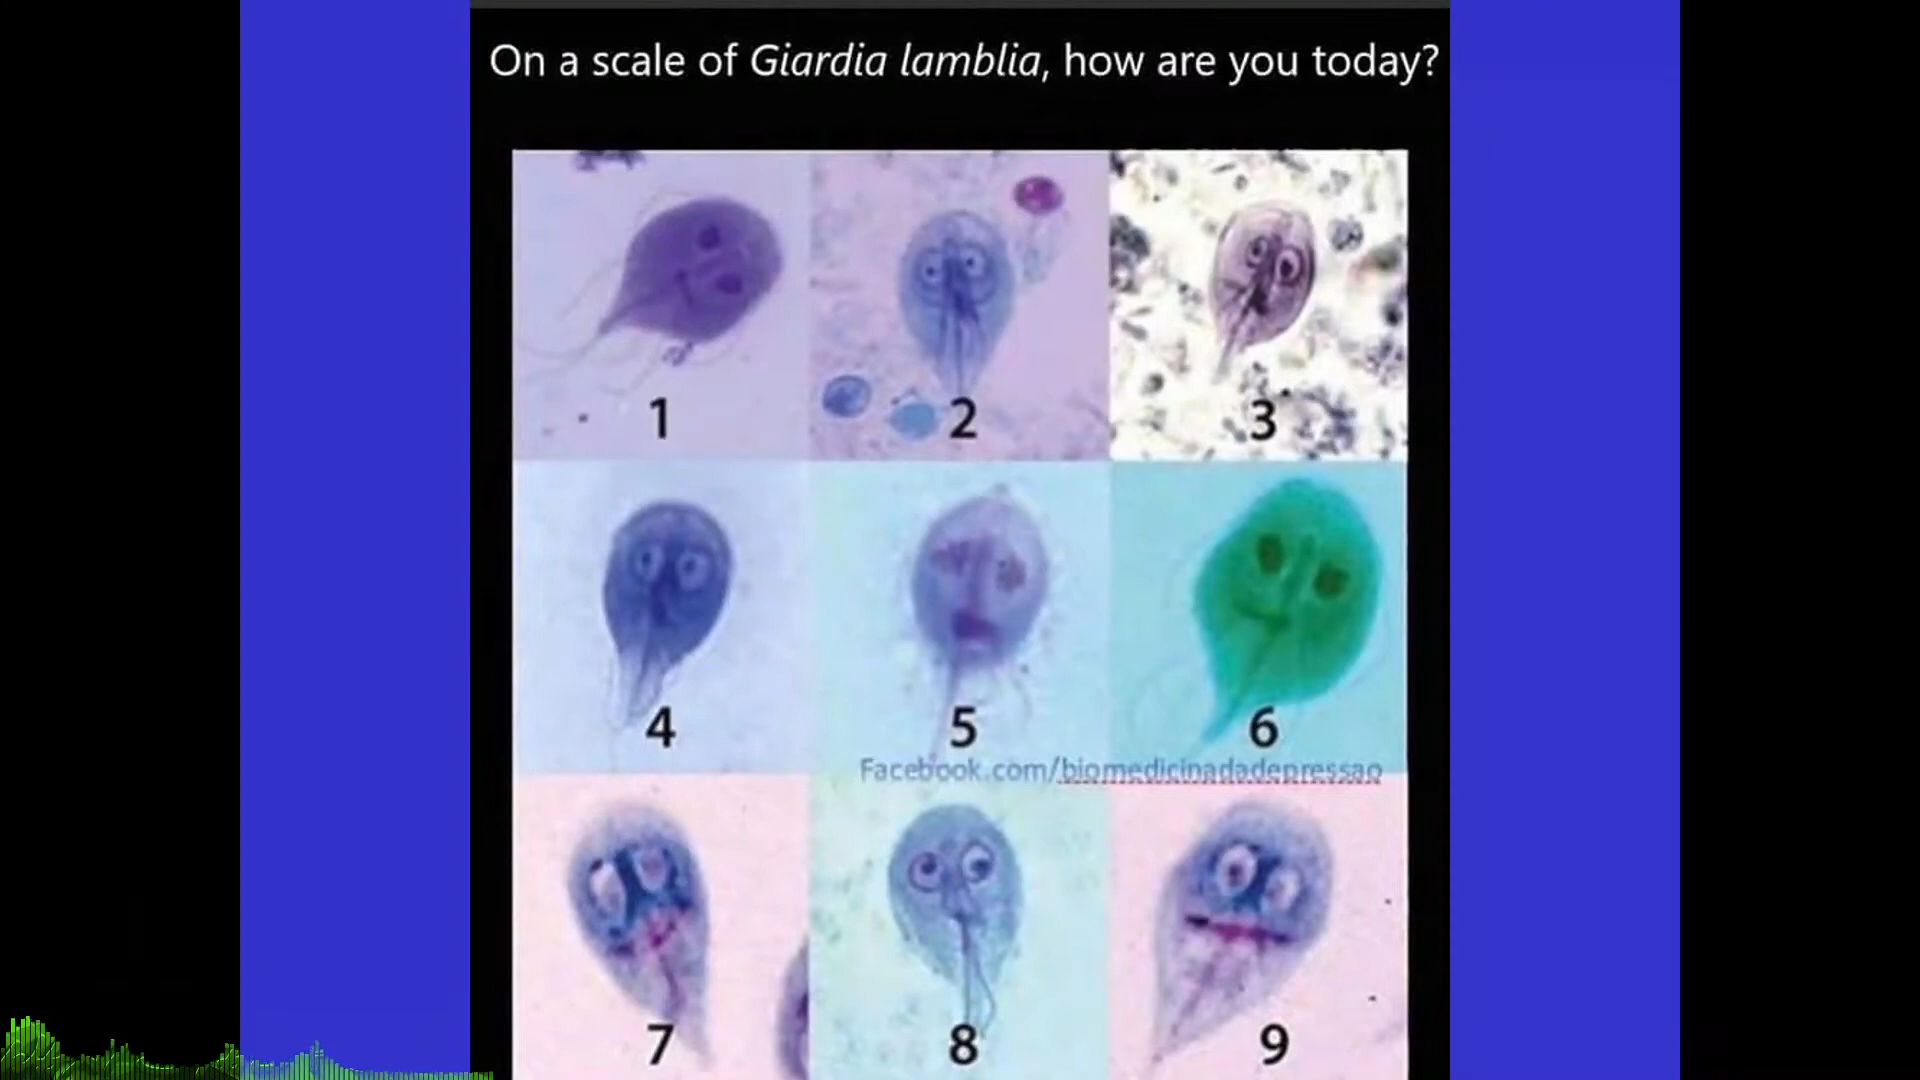 On a scale of Giardia lamblia, how are you today?
1 2 3
4 5 6
Facebook.com/biomedicinadadepressao
7 8 9